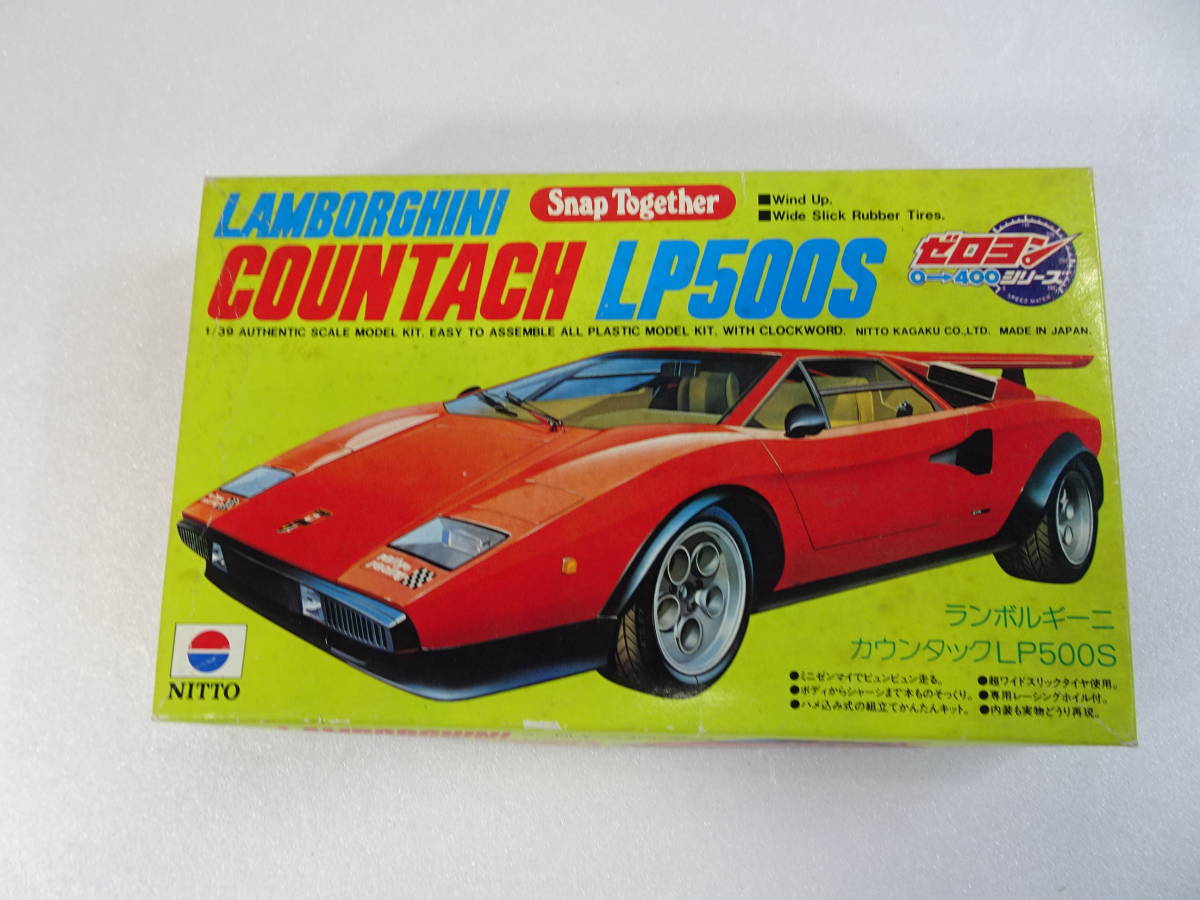 LAMBORGHINI
Snap Together
■Wind Up.
■Wide Slick Rubber Tires.
COUNTACH LP500S
ゼロヨン
0→400シリーズ
1/39 AUTHENTIC SCALE MODEL KIT. EASY TO ASSEMBLE ALL PLASTIC MODEL KIT. WITH CLOCKWORD. NITTO KAGAKU CO.,LTD. MADE IN JAPAN.
ランボルギーニ
カウンタックLP500S
●ミニゼンマイでビュンビュン走る。
●ボディからシャーシまで本ものそっくり。
●ハメ込み式の組立てかんたんキット。
●超ワイドスリックタイヤ使用。
●専用レーシングホイル付。
●内装も実物どうり再現。
NITTO
LAMBORGHINI